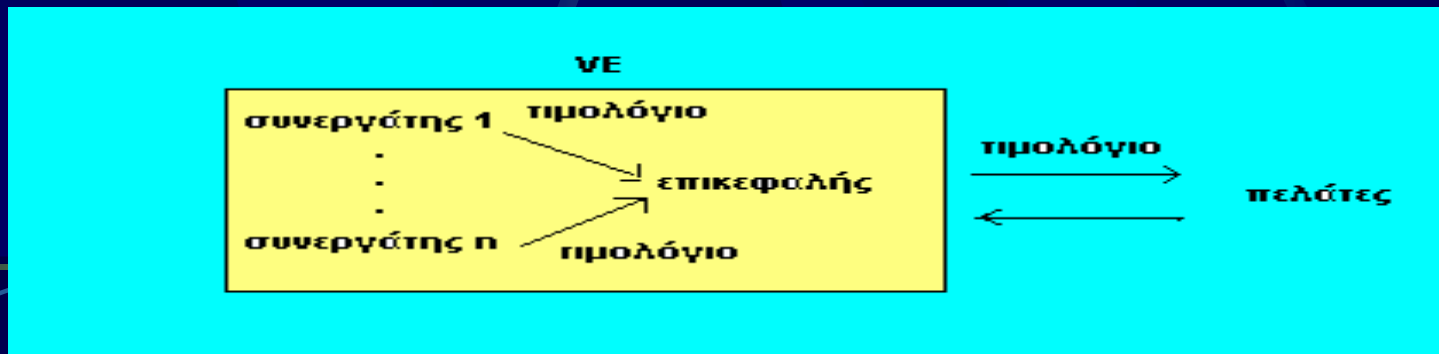 VE
συνεργάτης 1 τιμολόγιο
επικεφαλής
συνεργάτης n τιμολόγιο
τιμολόγιο
πελάτες